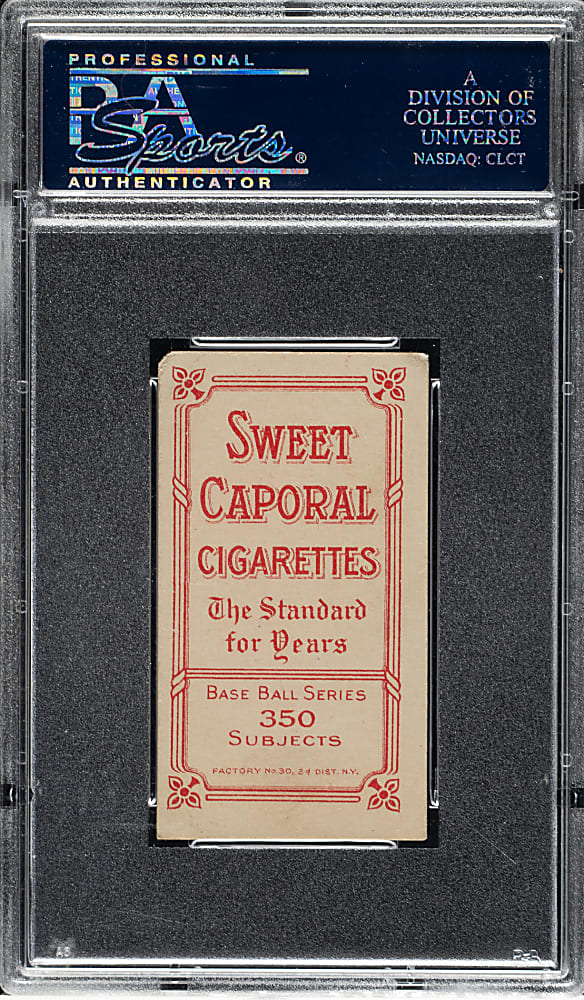 PROFESSIONAL
PSA
Sports®
AUTHENTICATOR
A
DIVISION OF
COLLECTORS
UNIVERSE
NASDAQ: CLCT
SWEET
CAPORAL
CIGARETTES
The Standard
for Years
BASE BALL SERIES
350
SUBJECTS
FACTORY No. 30, 2d DIST. N.Y.